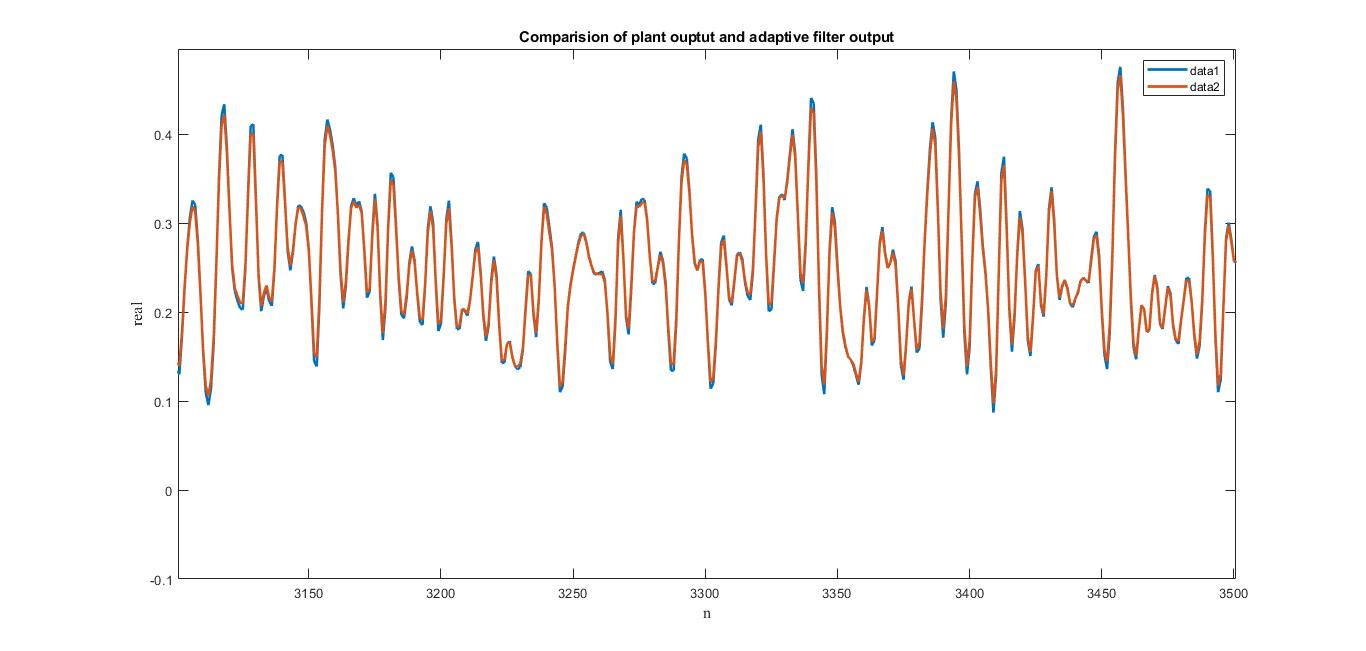 Comparision of plant ouptut and adaptive filter output
data1
data2
0.4
0.3
0.2
0.1
0
-0.1
real
3150 3200 3250 3300 3350 3400 3450 3500
n